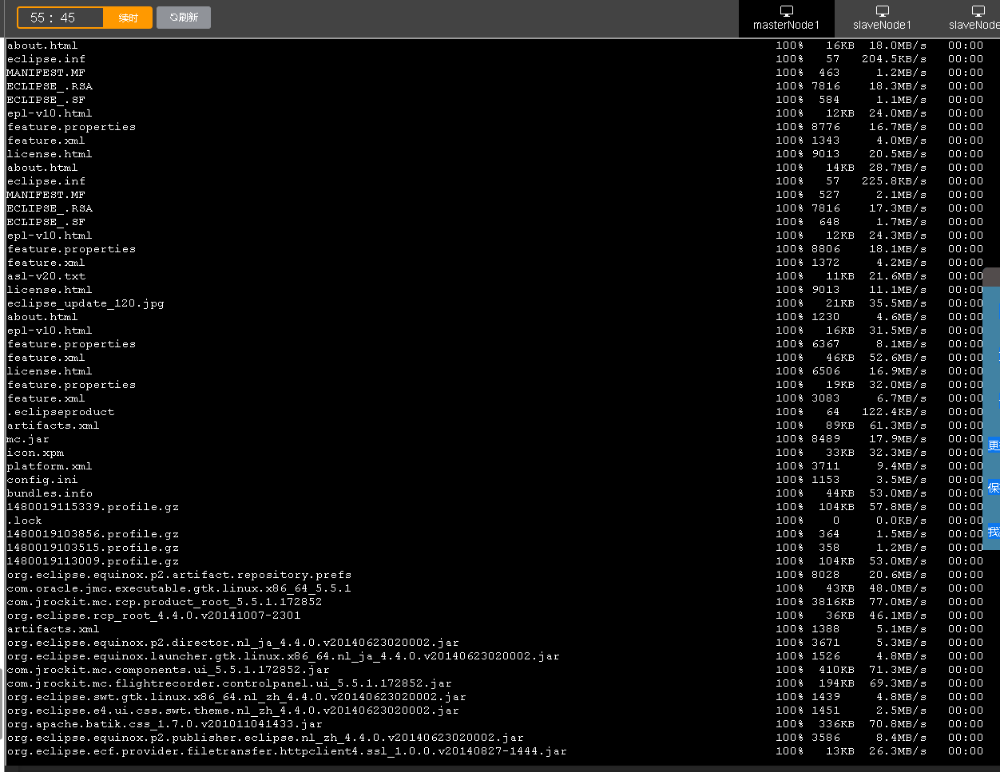 55 : 45 续时 刷新 masterNode1 slaveNode1 slaveNode
about.html 100% 16KB 18.0MB/s 00:00
eclipse.inf 100% 57 204.5KB/s 00:00
MANIFEST.MF 100% 463 1.2MB/s 00:00
ECLIPSE_.RSA 100% 7816 18.3MB/s 00:00
ECLIPSE_.SF 100% 584 1.1MB/s 00:00
epl-v10.html 100% 12KB 24.0MB/s 00:00
feature.properties 100% 8776 16.7MB/s 00:00
feature.xml 100% 1343 4.0MB/s 00:00
license.html 100% 9013 20.5MB/s 00:00
about.html 100% 14KB 28.7MB/s 00:00
eclipse.inf 100% 57 225.8KB/s 00:00
MANIFEST.MF 100% 527 2.1MB/s 00:00
ECLIPSE_.RSA 100% 7816 17.3MB/s 00:00
ECLIPSE_.SF 100% 648 1.7MB/s 00:00
epl-v10.html 100% 12KB 24.3MB/s 00:00
feature.properties 100% 8806 18.1MB/s 00:00
feature.xml 100% 1372 4.2MB/s 00:00
asl-v20.txt 100% 11KB 21.6MB/s 00:00
license.html 100% 9013 11.1MB/s 00:00
eclipse_update_120.jpg 100% 21KB 35.5MB/s 00:00
about.html 100% 1230 4.6MB/s 00:00
epl-v10.html 100% 16KB 31.5MB/s 00:00
feature.properties 100% 6367 8.1MB/s 00:00
feature.xml 100% 46KB 52.6MB/s 00:00
license.html 100% 6506 16.9MB/s 00:00
feature.properties 100% 19KB 32.0MB/s 00:00
feature.xml 100% 3083 6.7MB/s 00:00
.eclipseproduct 100% 64 122.4KB/s 00:00
artifacts.xml 100% 89KB 61.3MB/s 00:00
mc.jar 100% 8489 17.9MB/s 00:00
icon.xpm 100% 33KB 32.3MB/s 00:00
platform.xml 100% 3711 9.4MB/s 00:00
config.ini 100% 1153 3.5MB/s 00:00
bundles.info 100% 44KB 53.0MB/s 00:00
1480019115339.profile.gz 100% 104KB 57.8MB/s 00:00
.lock 100% 0 0.0KB/s 00:00
1480019103856.profile.gz 100% 364 1.5MB/s 00:00
1480019103515.profile.gz 100% 358 1.2MB/s 00:00
1480019113009.profile.gz 100% 104KB 53.0MB/s 00:00
org.eclipse.equinox.p2.artifact.repository.prefs 100% 8028 20.6MB/s 00:00
com.oracle.jmc.executable.gtk.linux.x86_64_5.5.1 100% 43KB 48.0MB/s 00:00
com.jrockit.mc.rcp.product_root_5.5.1.172852 100% 3816KB 77.0MB/s 00:00
org.eclipse.rcp_root_4.4.0.v20141007-2301 100% 36KB 46.1MB/s 00:00
artifacts.xml 100% 1388 5.1MB/s 00:00
org.eclipse.equinox.p2.director.nl_ja_4.4.0.v20140623020002.jar 100% 3671 5.3MB/s 00:00
org.eclipse.equinox.launcher.gtk.linux.x86_64.nl_ja_4.4.0.v20140623020002.jar 100% 1526 4.8MB/s 00:00
com.jrockit.mc.components.ui_5.5.1.172852.jar 100% 410KB 71.3MB/s 00:00
com.jrockit.mc.flightrecorder.controlpanel.ui_5.5.1.172852.jar 100% 194KB 69.3MB/s 00:00
org.eclipse.swt.gtk.linux.x86_64.nl_zh_4.4.0.v20140623020002.jar 100% 1439 4.8MB/s 00:00
org.eclipse.e4.ui.css.swt.theme.nl_zh_4.4.0.v20140623020002.jar 100% 1451 2.5MB/s 00:00
org.apache.batik.css_1.7.0.v201011041433.jar 100% 336KB 70.8MB/s 00:00
org.eclipse.equinox.p2.publisher.eclipse.nl_zh_4.4.0.v20140623020002.jar 100% 3586 8.4MB/s 00:00
org.eclipse.ecf.provider.filetransfer.httpclient4.ssl_1.0.0.v20140827-1444.jar 100% 13KB 26.3MB/s 00:00
更
保
我